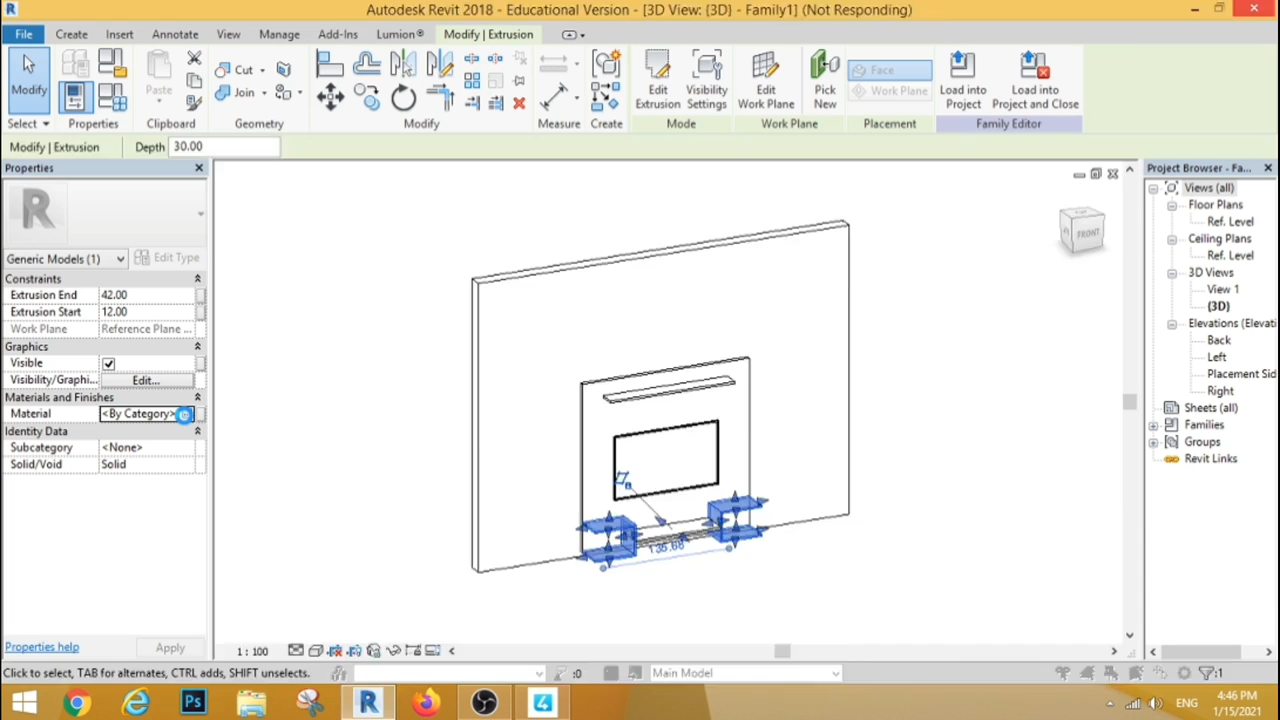 Autodesk Revit 2018 - Educational Version - [3D View: {3D} - Family1] (Not Responding)
File Create Insert Annotate View Manage Add-Ins Lumion® Modify | Extrusion
Modify
Paste
Cut
Join
Edit Extrusion
Visibility Settings
Edit Work Plane
Pick New
Face
Work Plane
Load into Project
Load into Project and Close
Select Properties Clipboard Geometry Modify Measure Create Mode Work Plane Placement Family Editor
Modify | Extrusion Depth 30.00
Properties
R
Generic Models (1) Edit Type
Constraints
Extrusion End 42.00
Extrusion Start 12.00
Work Plane Reference Plane ...
Graphics
Visible
Visibility/Graphi... Edit...
Materials and Finishes
Material <By Category>
Identity Data
Subcategory <None>
Solid/Void Solid
Properties help Apply
FRONT
135.68
Project Browser - Fa...
Views (all)
Floor Plans
Ref. Level
Ceiling Plans
Ref. Level
3D Views
View 1
{3D}
Elevations (Elevati
Back
Left
Placement Sid
Right
Sheets (all)
Families
Groups
Revit Links
1 : 100
Click to select, TAB for alternates, CTRL adds, SHIFT unselects. :0 Main Model :1
Ps R 4 ENG 4:46 PM
1/15/2021